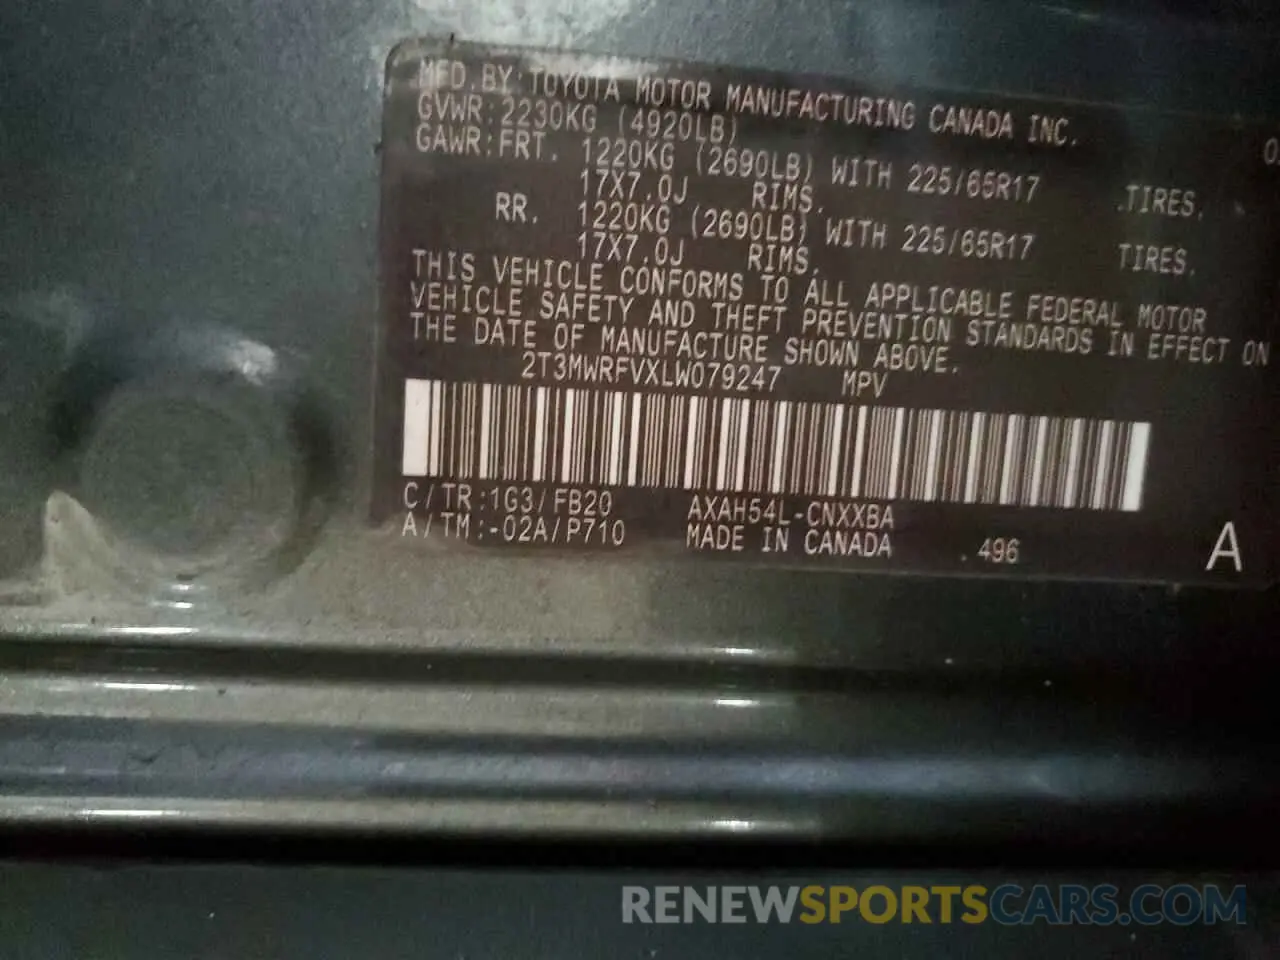 MFD.BY:TOYOTA MOTOR MANUFACTURING CANADA INC.
GVWR:2230KG (4920LB)
GAWR:FRT. 1220KG (2690LB) WITH 225/65R17 TIRES.
17X7.0J RIMS.
RR. 1220KG (2690LB) WITH 225/65R17 TIRES.
17X7.0J RIMS.
THIS VEHICLE CONFORMS TO ALL APPLICABLE FEDERAL MOTOR
VEHICLE SAFETY AND THEFT PREVENTION STANDARDS IN EFFECT ON
THE DATE OF MANUFACTURE SHOWN ABOVE.
2T3MWRFVXLW079247 MPV
C/TR:1G3/FB20 AXAH54L-CNXXBA
A/TM:-02A/P710 MADE IN CANADA 496 A
RENEWSPORTSCARS.COM